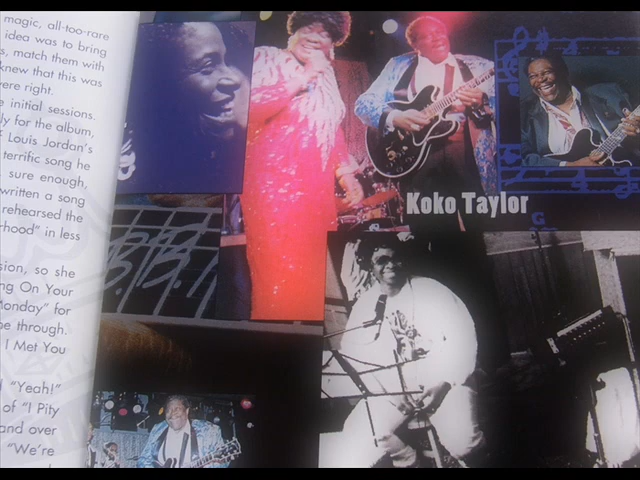 magic, all-too-rare
idea was to bring
s, match them with
knew that this was
were right.
e initial sessions.
ly for the album,
Louis Jordan's
terrific song he
sure enough,
written a song
rehearsed the
rhood" in less
sion, so she
ng On Your
Monday" for
ne through.
I Met You
"Yeah!"
of "I Pity
and over
"We're
Koko Taylor
B.B.